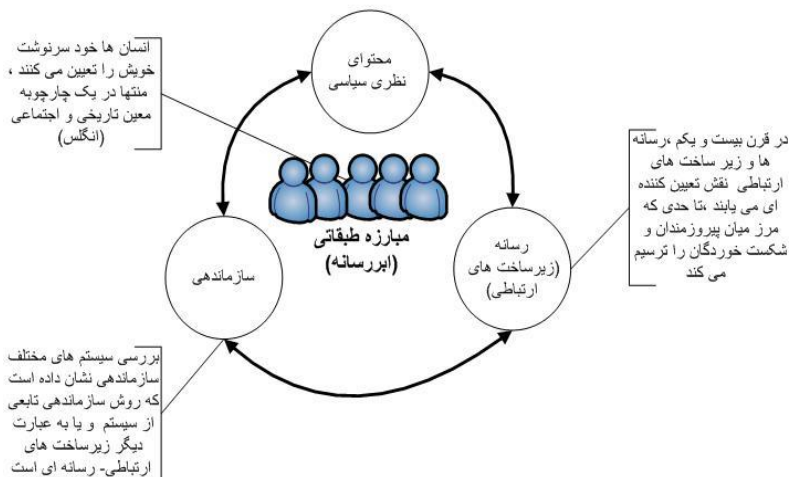 انسان ها خود سرنوشت
خویش را تعیین می کنند ،
منتها در یک چارچوبه
معین تاریخی و اجتماعی
(انگلس)
محتوای
نظری سیاسی
در قرن بیست و یکم ،رسانه
ها و زیر ساخت های
ارتباطی نقش تعیین کننده
ای می یابند ،تا حدی که
مرز میان پیروزمندان و
شکست خوردگان را ترسیم
می کند
مبارزه طبقاتی
(ابررسانه)
رسانه
(زیرساخت های
ارتباطی)
سازماندهی
بررسی سیستم های مختلف
سازماندهی نشان داده است
که روش سازماندهی تابعی
از سیستم و یا به عبارت
دیگر زیرساخت های
ارتباطی- رسانه ای است